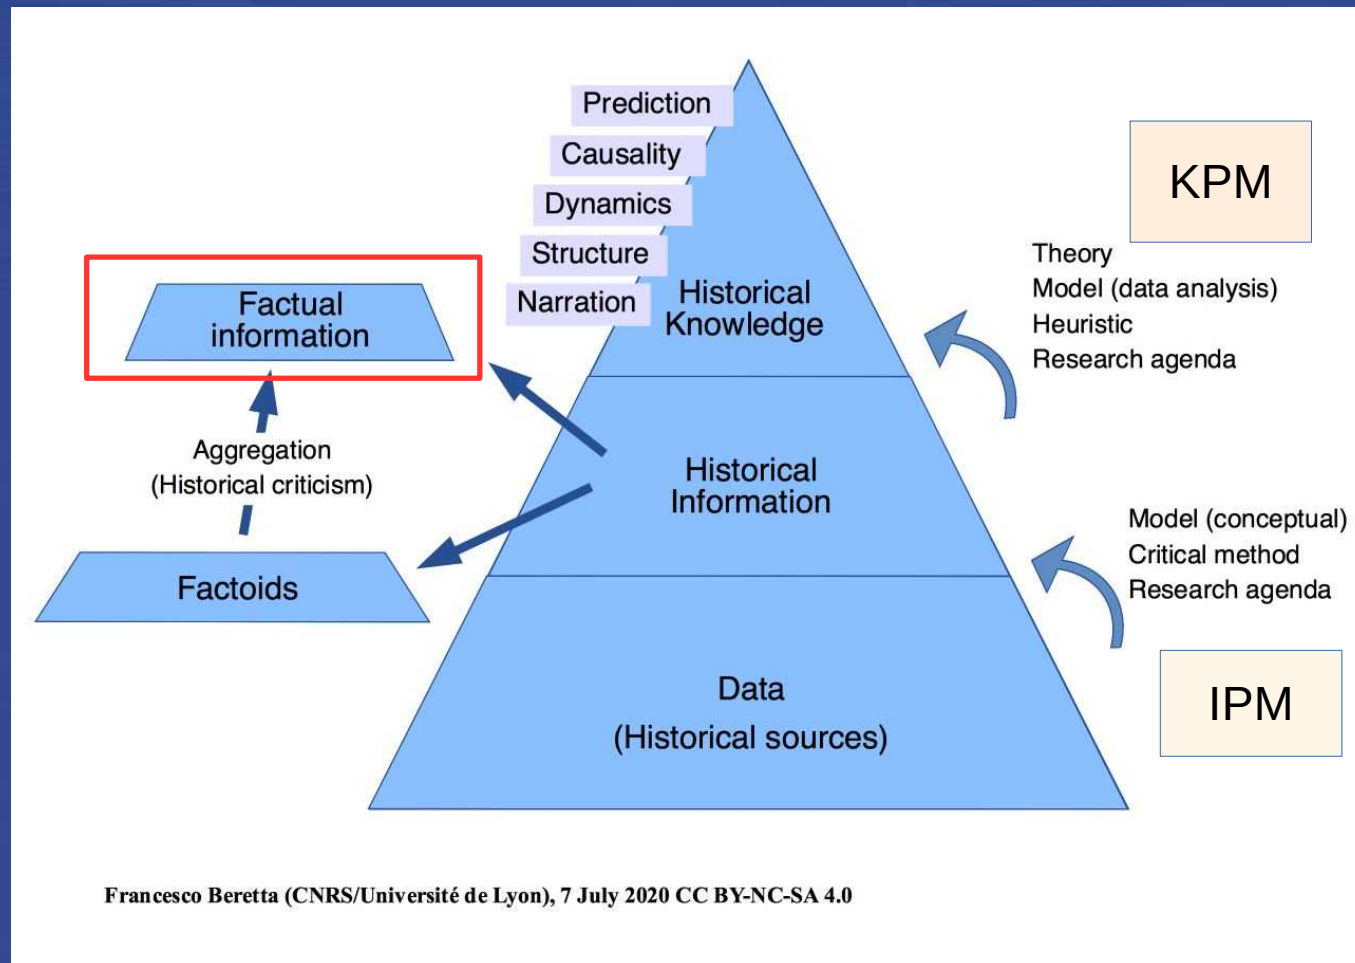 Prediction
Causality
Dynamics
Structure
Narration
Historical
Knowledge
KPM
Theory
Model (data analysis)
Heuristic
Research agenda
Factual
information
Aggregation
(Historical criticism)
Factoids
Historical
Information
Model (conceptual)
Critical method
Research agenda
IPM
Data
(Historical sources)
Francesco Beretta (CNRS/Université de Lyon), 7 July 2020 CC BY-NC-SA 4.0